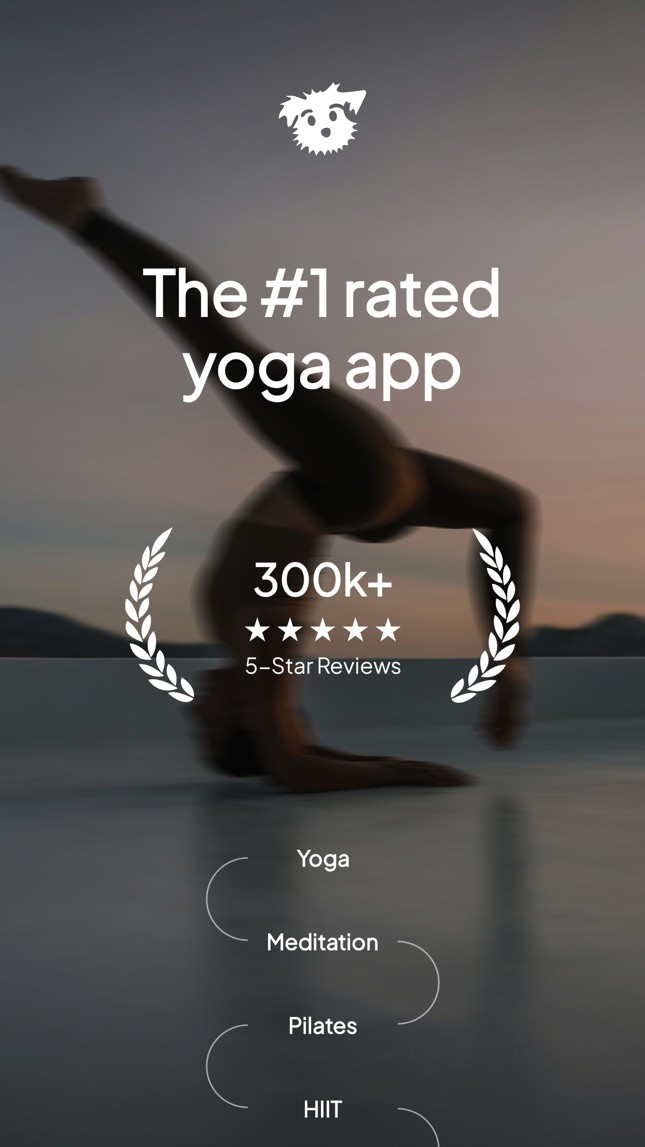 The #1 rated
yoga app
300k+
5-Star Reviews
Yoga
Meditation
Pilates
HIIT